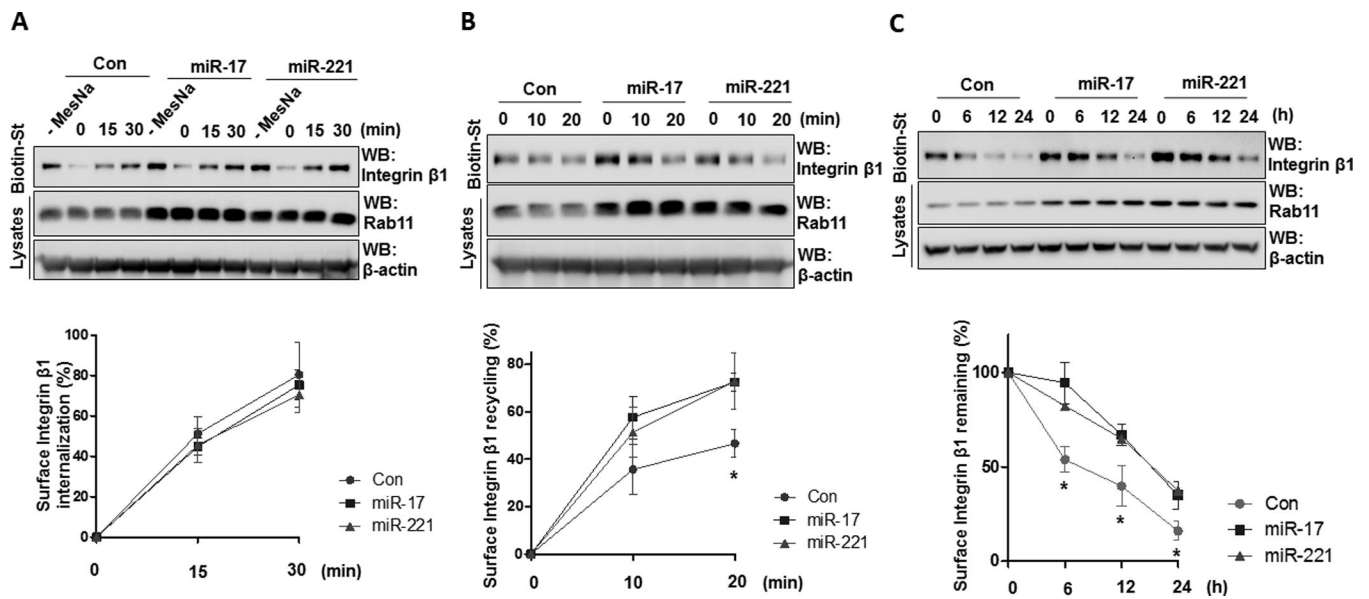 A
Con miR-17 miR-221
- MesNa 0 15 30 - MesNa 0 15 30 - MesNa 0 15 30 (min)
Biotin-St
WB:
Integrin β1
Lysates
WB:
Rab11
WB:
β-actin
Surface Integrin β1
internalization (%)
100
80
60
40
20
0
0 15 30 (min)
Con
miR-17
miR-221
B
Con miR-17 miR-221
0 10 20 0 10 20 0 10 20 (min)
Biotin-St
WB:
Integrin β1
Lysates
WB:
Rab11
WB:
β-actin
Surface Integrin β1 recycling (%)
80
60
40
20
0
*
0 10 20 (min)
Con
miR-17
miR-221
C
Con miR-17 miR-221
0 6 12 24 0 6 12 24 0 6 12 24 (h)
Biotin-St
WB:
Integrin β1
Lysates
WB:
Rab11
WB:
β-actin
Surface Integrin β1 remaining (%)
100
50
0
* * *
0 6 12 24 (h)
Con
miR-17
miR-221